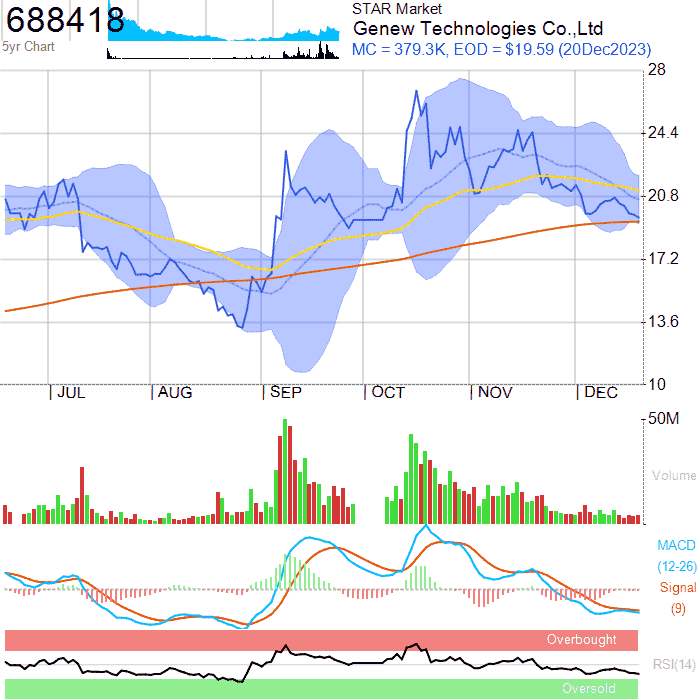 688418
5yr Chart
STAR Market
Genew Technologies Co.,Ltd
MC = 379.3K, EOD = $19.59 (20Dec2023)
28
24.4
20.8
17.2
13.6
10
JUL AUG SEP OCT NOV DEC
50M
Volume
MACD
(12-26)
Signal
(9)
Overbought
RSI(14)
Oversold